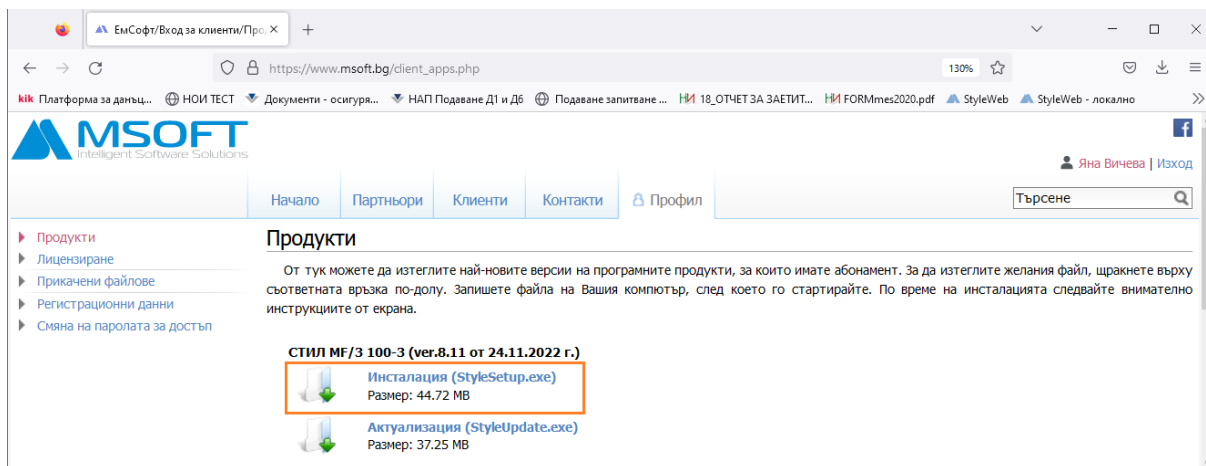 ЕмСофт/Вход за клиенти/Про
https://www.msoft.bg/client_apps.php
130%
kik Платформа за данъц... НОИ ТЕСТ Документи - осигуря... НАП Подаване Д1 и Д6 Подаване запитване ... НИ 18_ОТЧЕТ ЗА ЗАЕТИТ... НИ FORMmes2020.pdf StyleWeb StyleWeb - локално
MSOFT
Intelligent Software Solutions
f
Яна Вичева | Изход
Начало Партньори Клиенти Контакти Профил
Търсене
Продукти
Лицензиране
Прикачени файлове
Регистрационни данни
Смяна на паролата за достъп
Продукти
От тук можете да изтеглите най-новите версии на програмните продукти, за които имате абонамент. За да изтеглите желания файл, щракнете върху
съответната връзка по-долу. Запишете файла на Вашия компютър, след което го стартирайте. По време на инсталацията следвайте внимателно
инструкциите от екрана.
СТИЛ MF/3 100-3 (ver.8.11 от 24.11.2022 г.)
Инсталация (StyleSetup.exe)
Размер: 44.72 MB
Актуализация (StyleUpdate.exe)
Размер: 37.25 MB